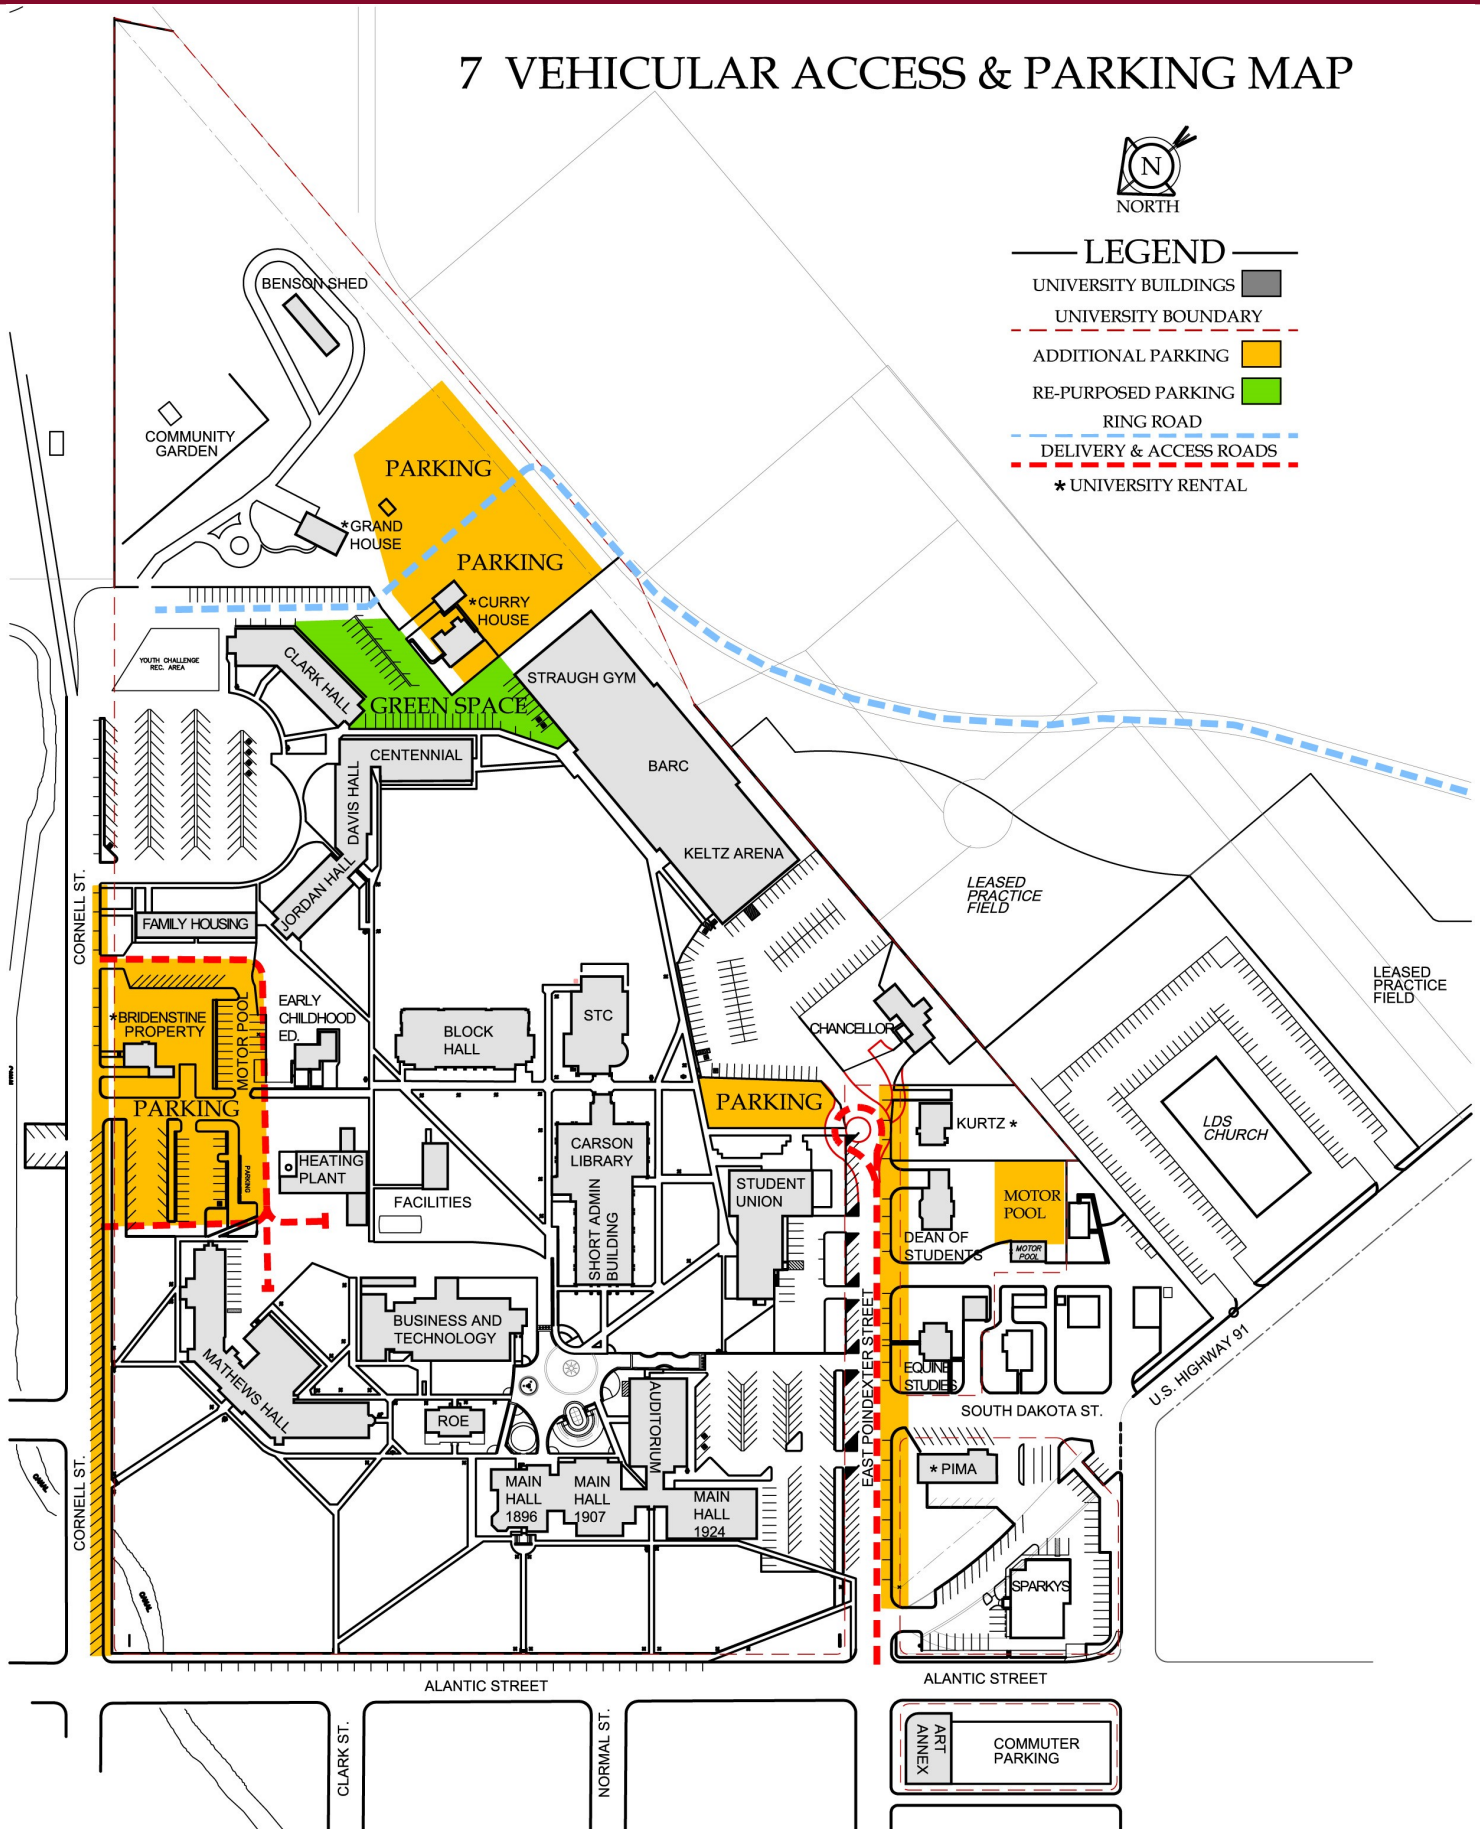 7 VEHICULAR ACCESS & PARKING MAP
N
NORTH
LEGEND
UNIVERSITY BUILDINGS
UNIVERSITY BOUNDARY
ADDITIONAL PARKING
RE-PURPOSED PARKING
RING ROAD
DELIVERY & ACCESS ROADS
* UNIVERSITY RENTAL
BENSON SHED
COMMUNITY
GARDEN
PARKING
*GRAND
HOUSE
PARKING
*CURRY
HOUSE
YOUTH CHALLENGE
REC. AREA
CLARK HALL
STRAUGH GYM
GREEN SPACE
CENTENNIAL
BARC
DAVIS HALL
KELTZ ARENA
JORDAN HALL
LEASED
PRACTICE
FIELD
CORNELL ST.
FAMILY HOUSING
LEASED
PRACTICE
FIELD
EARLY
CHILDHOOD
ED.
*BRIDENSTINE
PROPERTY
MOTOR POOL
BLOCK
HALL
STC
CHANCELLOR
PARKING
PARKING
KURTZ *
LDS
CHURCH
CARSON
LIBRARY
HEATING
PLANT
PARKING
STUDENT
UNION
FACILITIES
SHORT ADMIN
BUILDING
MOTOR
POOL
DEAN OF
STUDENTS
MOTOR
POOL
BUSINESS AND
TECHNOLOGY
EAST POINDEXTER STREET
MATHEWS HALL
EQUINE
STUDIES
U.S. HIGHWAY 91
AUDITORIUM
ROE
SOUTH DAKOTA ST.
CORNELL ST.
CANAL
* PIMA
MAIN
HALL
1896
MAIN
HALL
1907
MAIN
HALL
1924
SPARKYS
CANAL
ALANTIC STREET
ALANTIC STREET
CLARK ST.
NORMAL ST.
ART
ANNEX
COMMUTER
PARKING